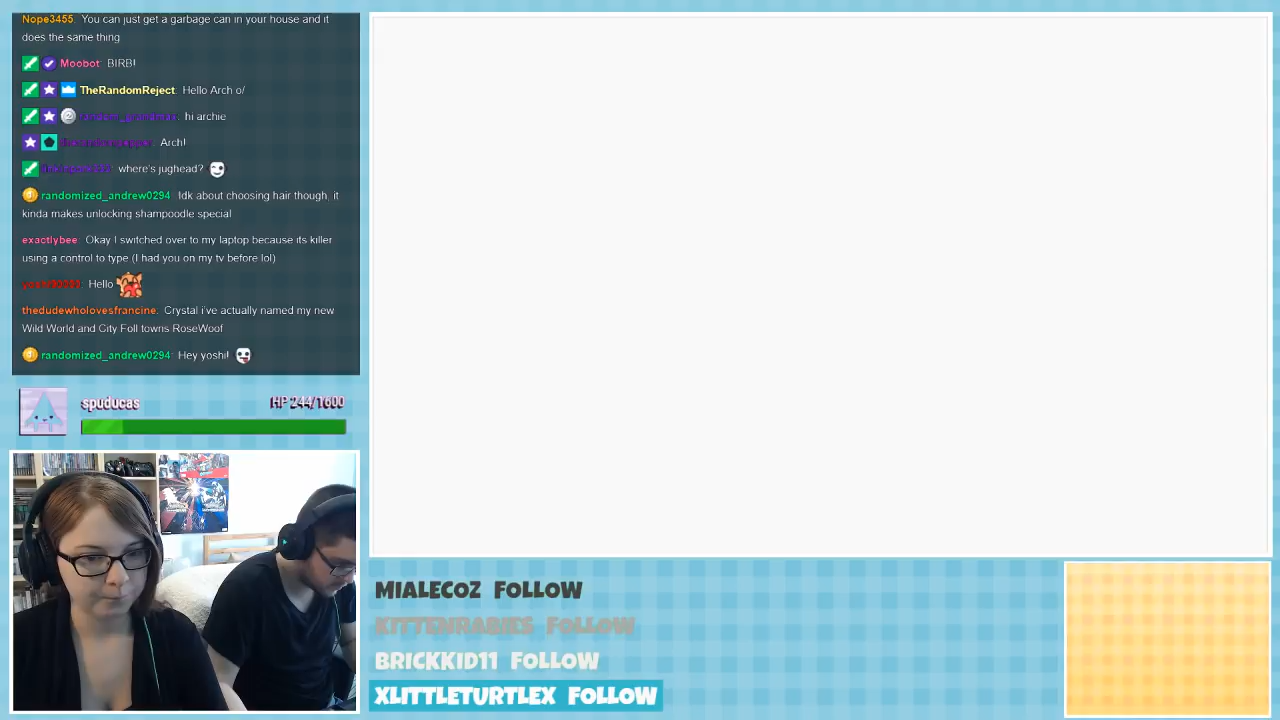 Nope3455: You can just get a garbage can in your house and it
does the same thing
Moobot: BIRB!
TheRandomReject: Hello Arch o/
hi archie
Arch!
where's jughead?
randomized_andrew0294: Idk about choosing hair though, it
kinda makes unlocking shampoodle special
exactlybee: Okay I switched over to my laptop because its killer
using a control to type (I had you on my tv before lol)
Hello
thedudewholovesfrancine: Crystal i've actually named my new
Wild World and City Foll towns RoseWoof
randomized_andrew0294: Hey yoshi!
spuducas HP 244/1600
MIALECOZ FOLLOW
KITTENRABIES FOLLOW
BRICKKID11 FOLLOW
XLITTLETURTLEX FOLLOW